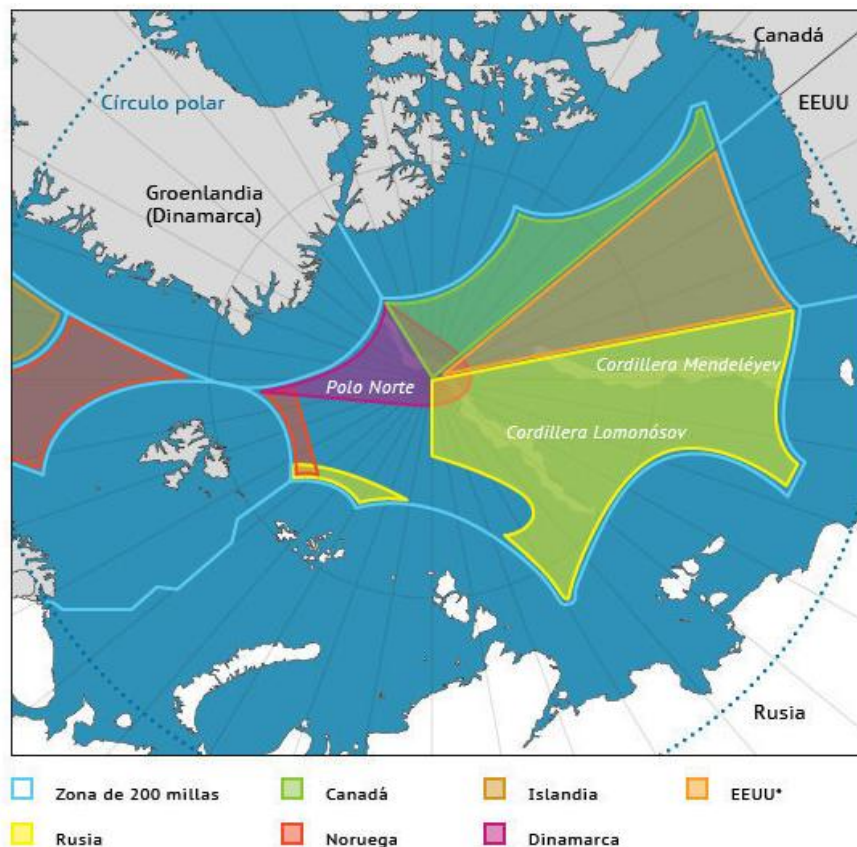 Canadá
EEUU
Círculo polar
Groenlandia
(Dinamarca)
Polo Norte
Cordillera Mendeléyev
Cordillera Lomonósov
Rusia
Zona de 200 millas
Canadá
Islandia
EEUU*
Rusia
Noruega
Dinamarca